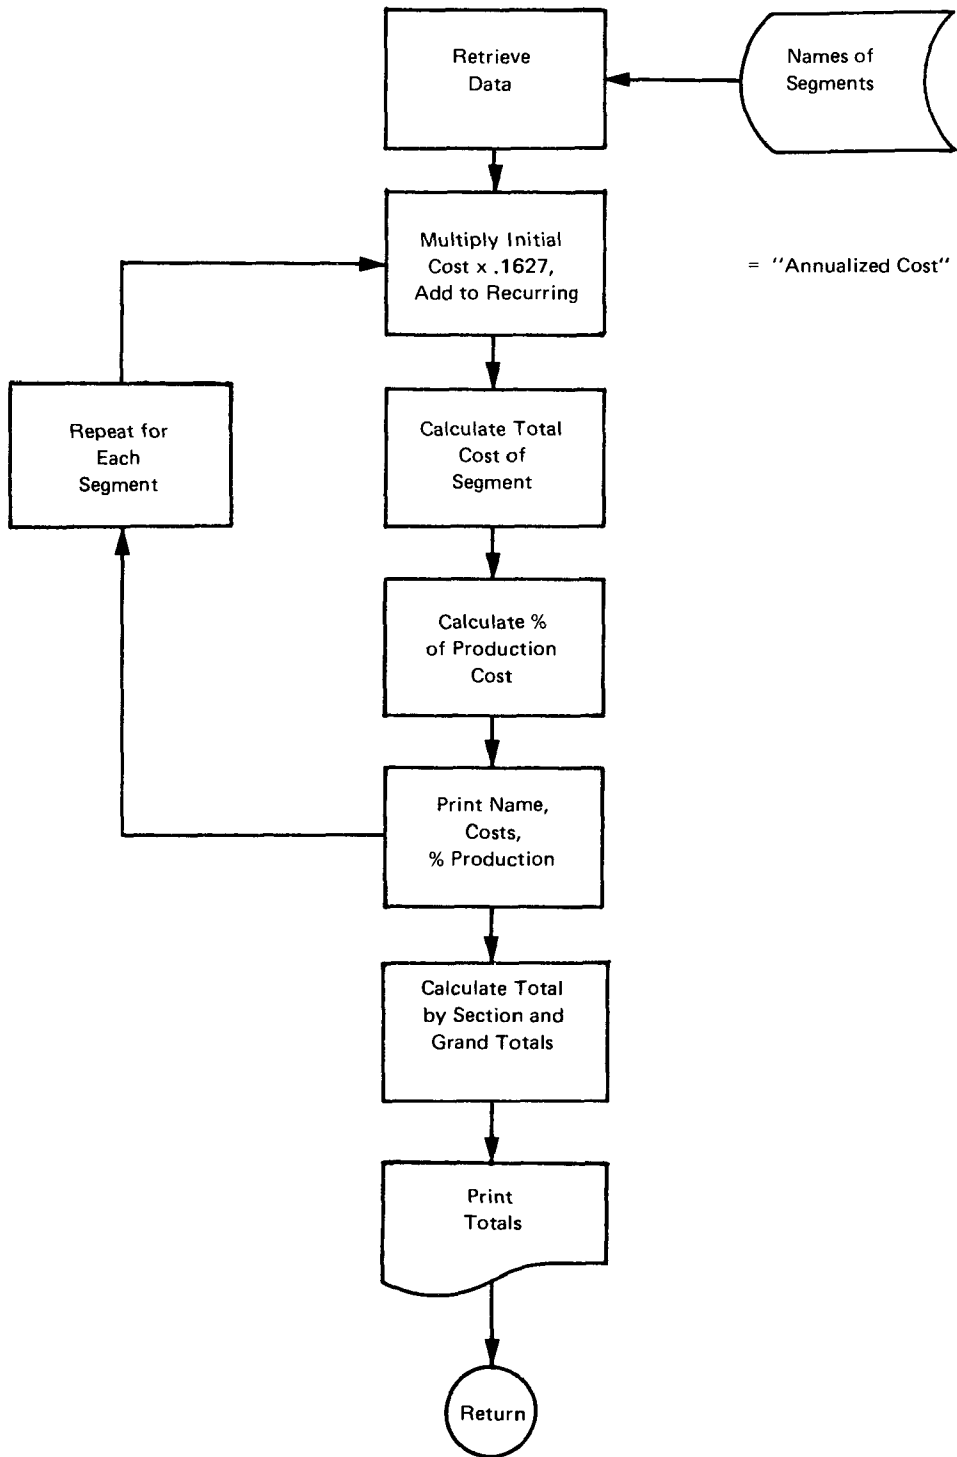 Retrieve
Data
Names of
Segments
Multiply Initial
Cost x .1627,
Add to Recurring
= "Annualized Cost"
Repeat for
Each
Segment
Calculate Total
Cost of
Segment
Calculate %
of Production
Cost
Print Name,
Costs,
% Production
Calculate Total
by Section and
Grand Totals
Print
Totals
Return